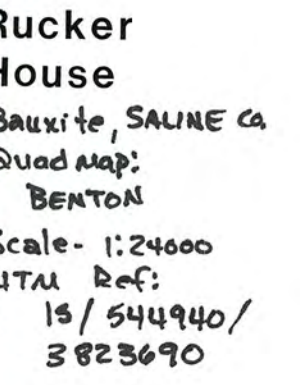 Rucker
House
Bauxite, SALINE Co.
Quad map:
BENTON
Scale- 1:24000
UTM Ref:
15/ 544940/
3823690